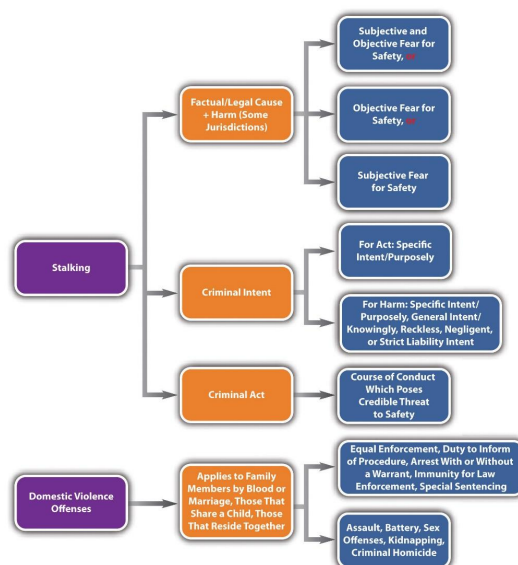 Subjective and
Objective Fear for
Safety, or
Factual/Legal Cause
+ Harm (Some
Jurisdictions)
Objective Fear for
Safety, or
Subjective Fear
for Safety
Stalking
Criminal Intent
For Act: Specific
Intent/Purposely
For Harm: Specific Intent/
Purposely, General Intent/
Knowingly, Reckless, Negligent,
or Strict Liability Intent
Criminal Act
Course of Conduct
Which Poses
Credible Threat
to Safety
Domestic Violence
Offenses
Applies to Family
Members by Blood or
Marriage, Those That
Share a Child, Those
That Reside Together
Equal Enforcement, Duty to Inform
of Procedure, Arrest With or Without
a Warrant, Immunity for Law
Enforcement, Special Sentencing
Assault, Battery, Sex
Offenses, Kidnapping,
Criminal Homicide